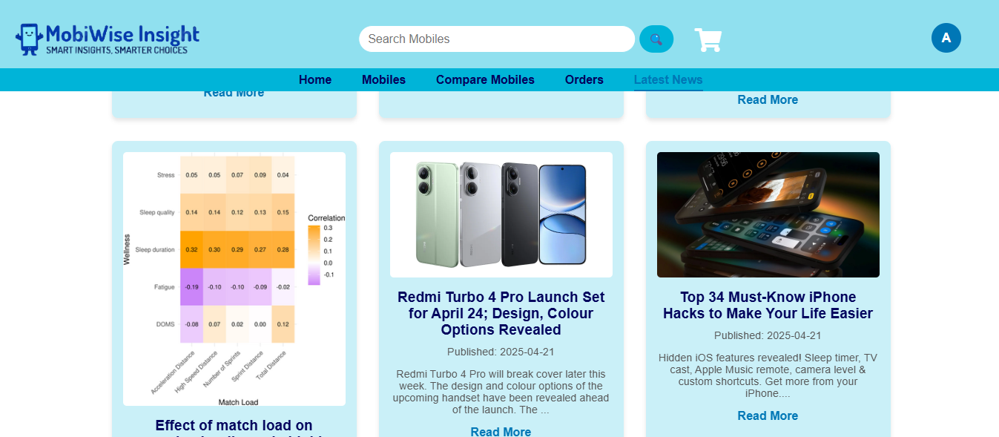 MobiWise Insight
SMART INSIGHTS, SMARTER CHOICES
Search Mobiles
A
Home
Mobiles
Compare Mobiles
Orders
Latest News
Read More
Read More
Stress
0.05 0.05 0.07 0.09 0.04
Sleep quality
0.14 0.14 0.12 0.13 0.15
Sleep duration
0.32 0.30 0.29 0.27 0.28
Fatigue
-0.19 -0.10 -0.10 -0.09 -0.02
DOMS
-0.08 0.07 0.02 0.00 0.12
Wellness
Acceleration Distance
High Speed Distance
Number of Sprints
Sprint Distance
Total Distance
Match Load
Correlation
0.3
0.2
0.1
0.0
-0.1
Effect of match load on
Redmi Turbo 4 Pro Launch Set
for April 24; Design, Colour
Options Revealed
Published: 2025-04-21
Redmi Turbo 4 Pro will break cover later this
week. The design and colour options of the
upcoming handset have been revealed ahead
of the launch. The ...
Read More
Top 34 Must-Know iPhone
Hacks to Make Your Life Easier
Published: 2025-04-21
Hidden iOS features revealed! Sleep timer, TV
cast, Apple Music remote, camera level &
custom shortcuts. Get more from your
iPhone....
Read More